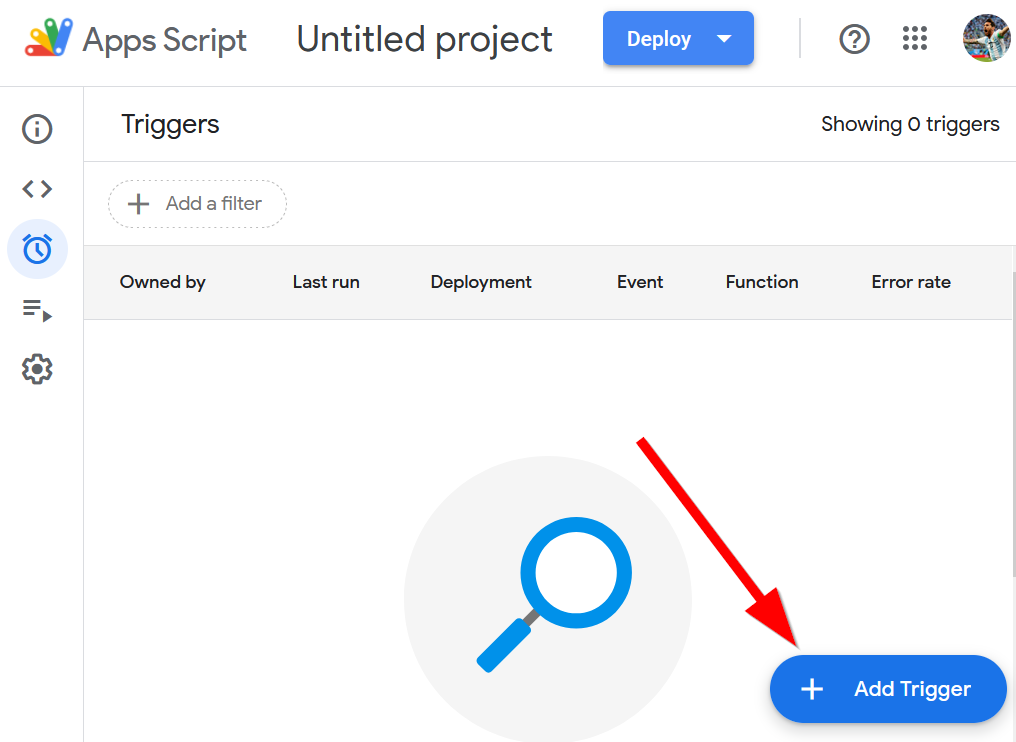 Apps Script Untitled project Deploy
Triggers Showing 0 triggers
Add a filter
Owned by Last run Deployment Event Function Error rate
Add Trigger